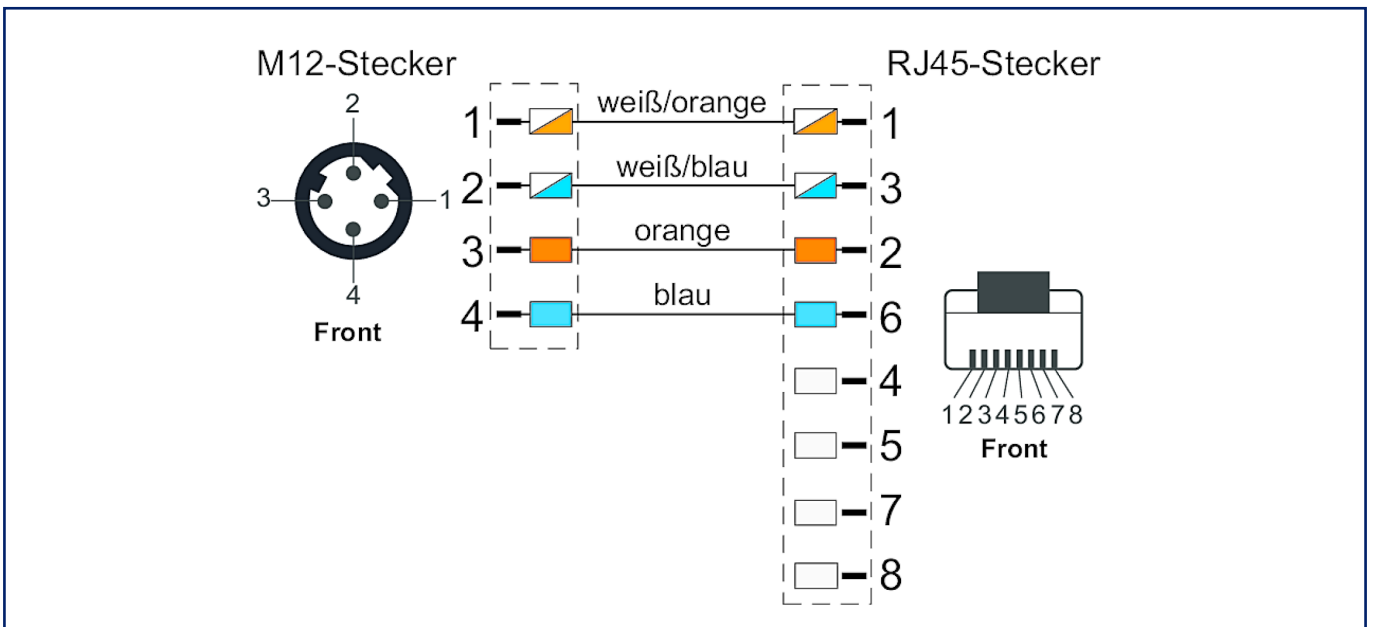 M12-Stecker
RJ45-Stecker
2
3
1
4
Front
1 weiß/orange 1
2 weiß/blau 3
3 orange 2
4 blau 6
4
5
7
8
12345678
Front